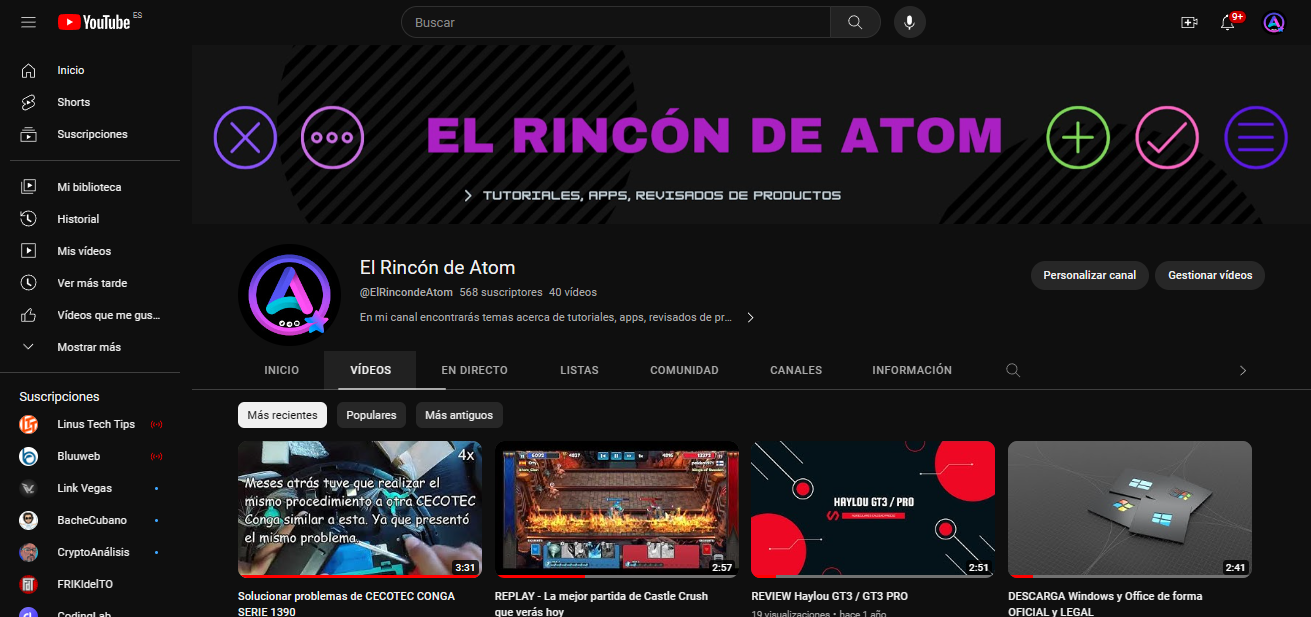 YouTube ES
Buscar
9+
Inicio
Shorts
Suscripciones
Mi biblioteca
Historial
Mis vídeos
Ver más tarde
Vídeos que me gus...
Mostrar más
Suscripciones
Linus Tech Tips
Bluuweb
Link Vegas
BacheCubano
CryptoAnálisis
FRIKIdelTO
CodingLab
EL RINCÓN DE ATOM
TUTORIALES, APPS, REVISADOS DE PRODUCTOS
El Rincón de Atom
@ElRincondeAtom 568 suscriptores 40 vídeos
En mi canal encontrarás temas acerca de tutoriales, apps, revisados de pr...
Personalizar canal
Gestionar vídeos
INICIO
VÍDEOS
EN DIRECTO
LISTAS
COMUNIDAD
CANALES
INFORMACIÓN
Más recientes
Populares
Más antiguos
4x
Meses atrás tuve que realizar el
mismo procedimiento a otra CECOTEC
Conga similar a esta. Ya que presentó
el mismo problema.
3:31
Solucionar problemas de CECOTEC CONGA
SERIE 1390
2:57
REPLAY - La mejor partida de Castle Crush
que verás hoy
HAYLOU GT3 / PRO
2:51
REVIEW Haylou GT3 / GT3 PRO
19 visualizaciones • hace 1 año
2:41
DESCARGA Windows y Office de forma
OFICIAL y LEGAL